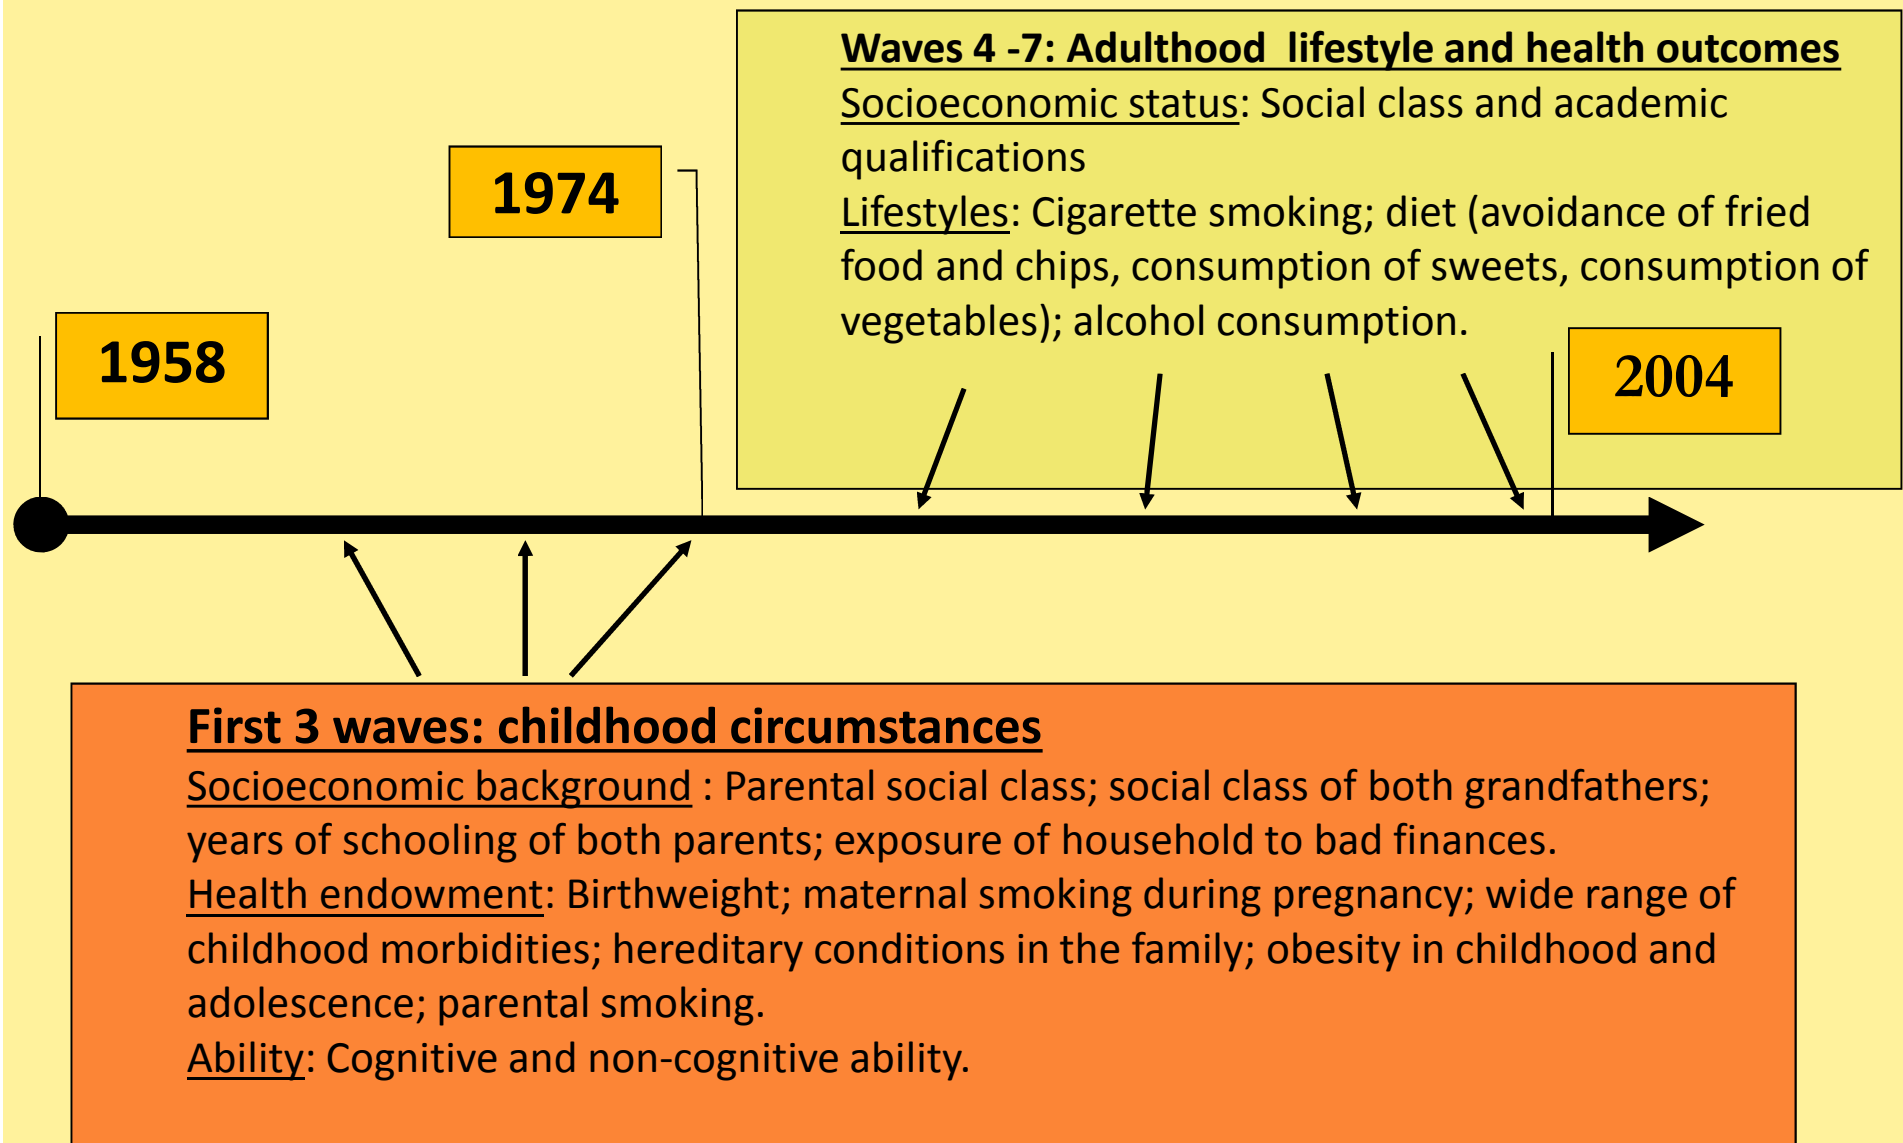 Waves 4 -7: Adulthood  lifestyle and health outcomes
Socioeconomic status: Social class and academic
qualifications
Lifestyles: Cigarette smoking; diet (avoidance of fried
food and chips, consumption of sweets, consumption of
vegetables); alcohol consumption.
1974
1958
2004
First 3 waves: childhood circumstances
Socioeconomic background : Parental social class; social class of both grandfathers;
years of schooling of both parents; exposure of household to bad finances.
Health endowment: Birthweight; maternal smoking during pregnancy; wide range of
childhood morbidities; hereditary conditions in the family; obesity in childhood and
adolescence; parental smoking.
Ability: Cognitive and non-cognitive ability.